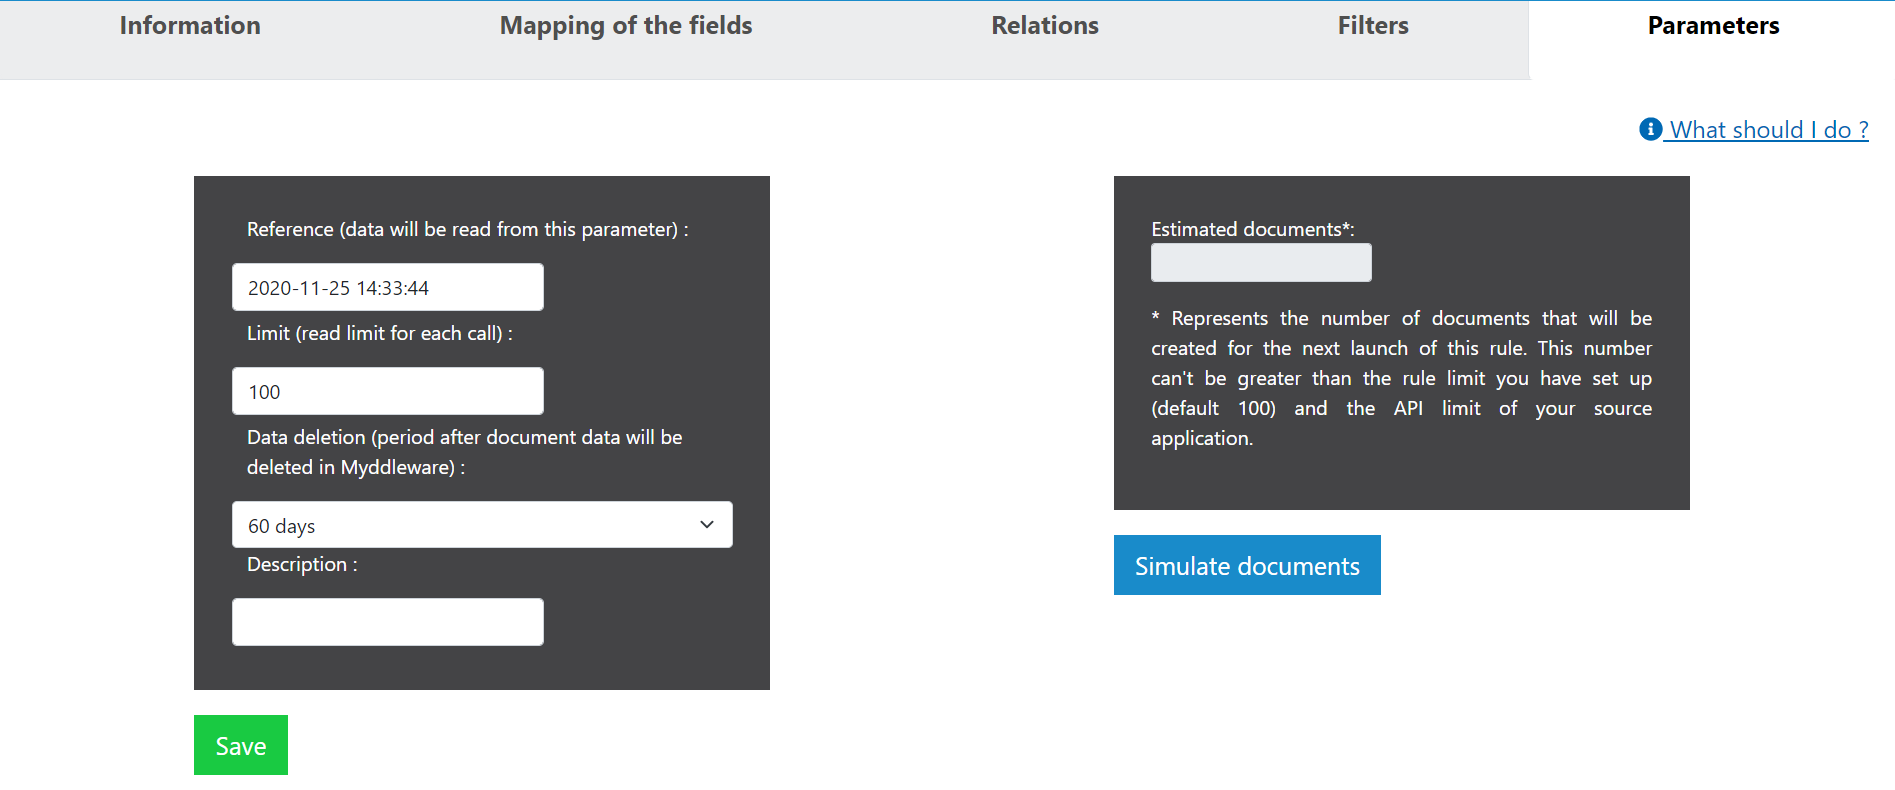 Information
Mapping of the fields
Relations
Filters
Parameters
What should I do ?
Reference (data will be read from this parameter) :
2020-11-25 14:33:44
Limit (read limit for each call) :
100
Data deletion (period after document data will be
deleted in Myddleware) :
60 days
Description :
Save
Estimated documents*:
* Represents the number of documents that will be
created for the next launch of this rule. This number
can't be greater than the rule limit you have set up
(default 100) and the API limit of your source
application.
Simulate documents